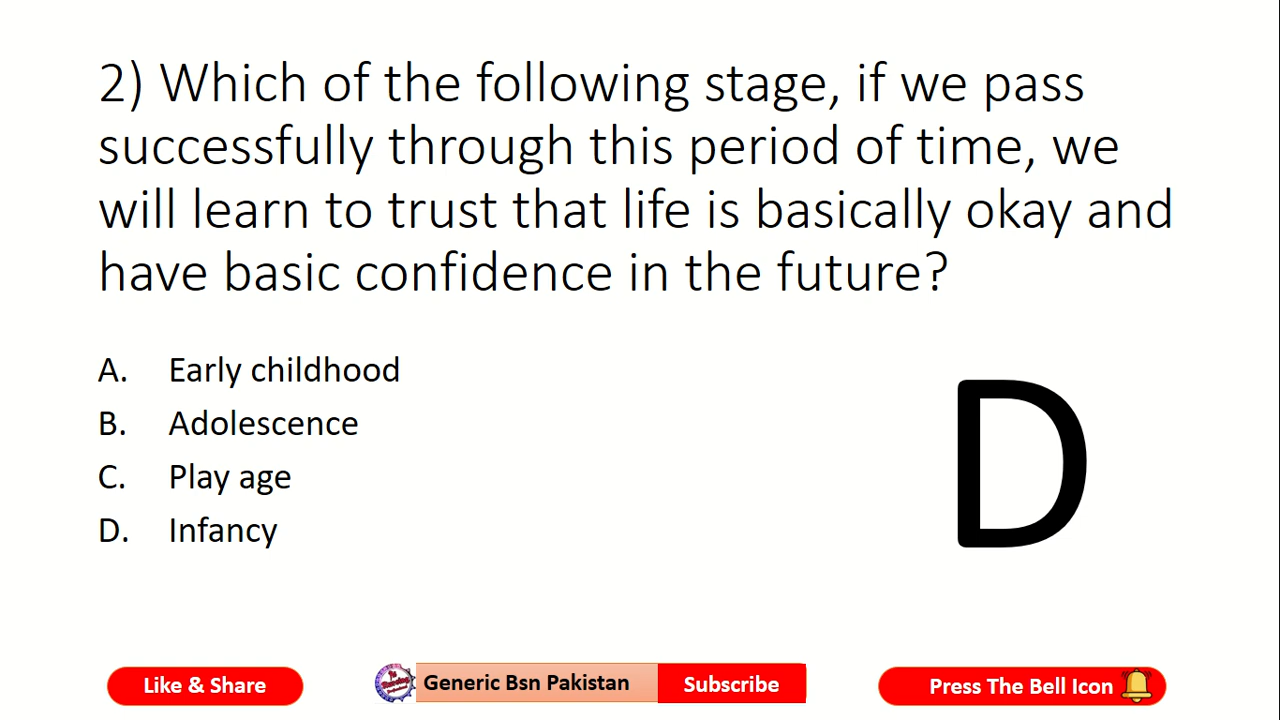 2) Which of the following stage, if we pass
successfully through this period of time, we
will learn to trust that life is basically okay and
have basic confidence in the future?
A. Early childhood
B. Adolescence
C. Play age
D. Infancy
D
Like & Share
Generic Bsn Pakistan
Subscribe
Press The Bell Icon